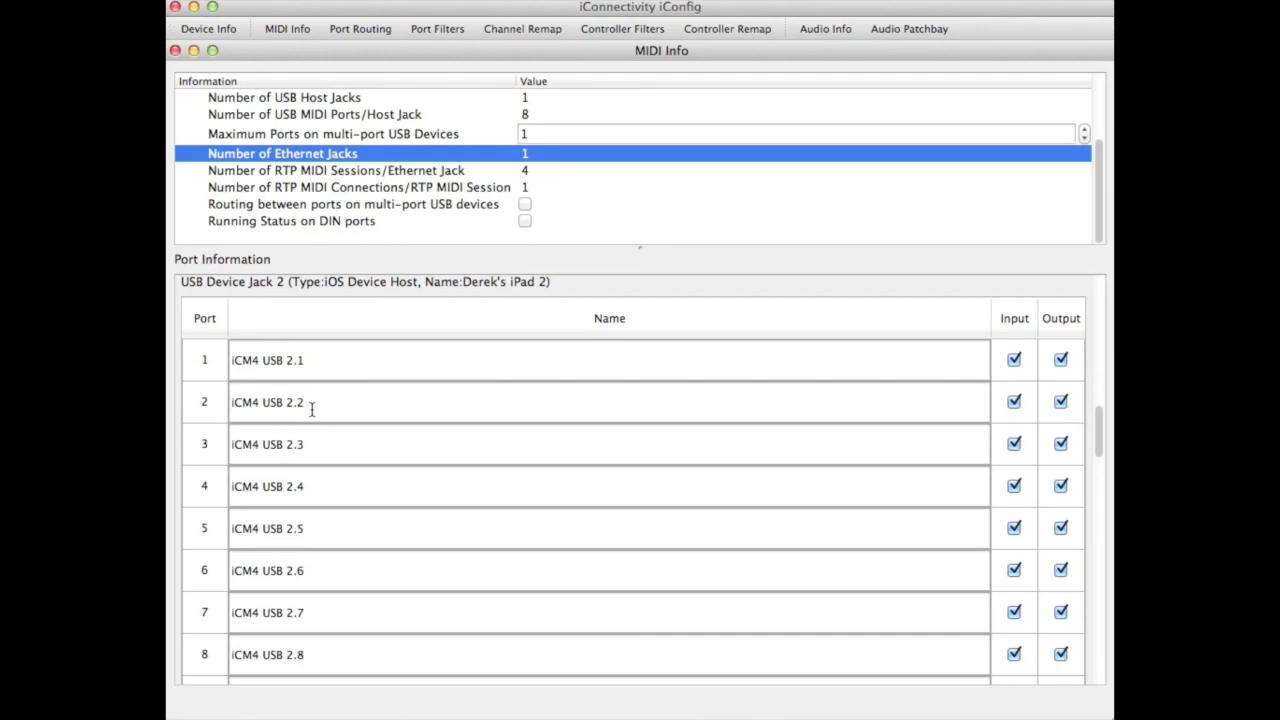 iConnectivity iConfig
Device Info MIDI Info Port Routing Port Filters Channel Remap Controller Filters Controller Remap Audio Info Audio Patchbay
MIDI Info
Information Value
Number of USB Host Jacks 1
Number of USB MIDI Ports/Host Jack 8
Maximum Ports on multi-port USB Devices 1
Number of Ethernet Jacks 1
Number of RTP MIDI Sessions/Ethernet Jack 4
Number of RTP MIDI Connections/RTP MIDI Session 1
Routing between ports on multi-port USB devices
Running Status on DIN ports
Port Information
USB Device Jack 2 (Type:iOS Device Host, Name:Derek's iPad 2)
Port Name Input Output
1 iCM4 USB 2.1
2 iCM4 USB 2.2
3 iCM4 USB 2.3
4 iCM4 USB 2.4
5 iCM4 USB 2.5
6 iCM4 USB 2.6
7 iCM4 USB 2.7
8 iCM4 USB 2.8